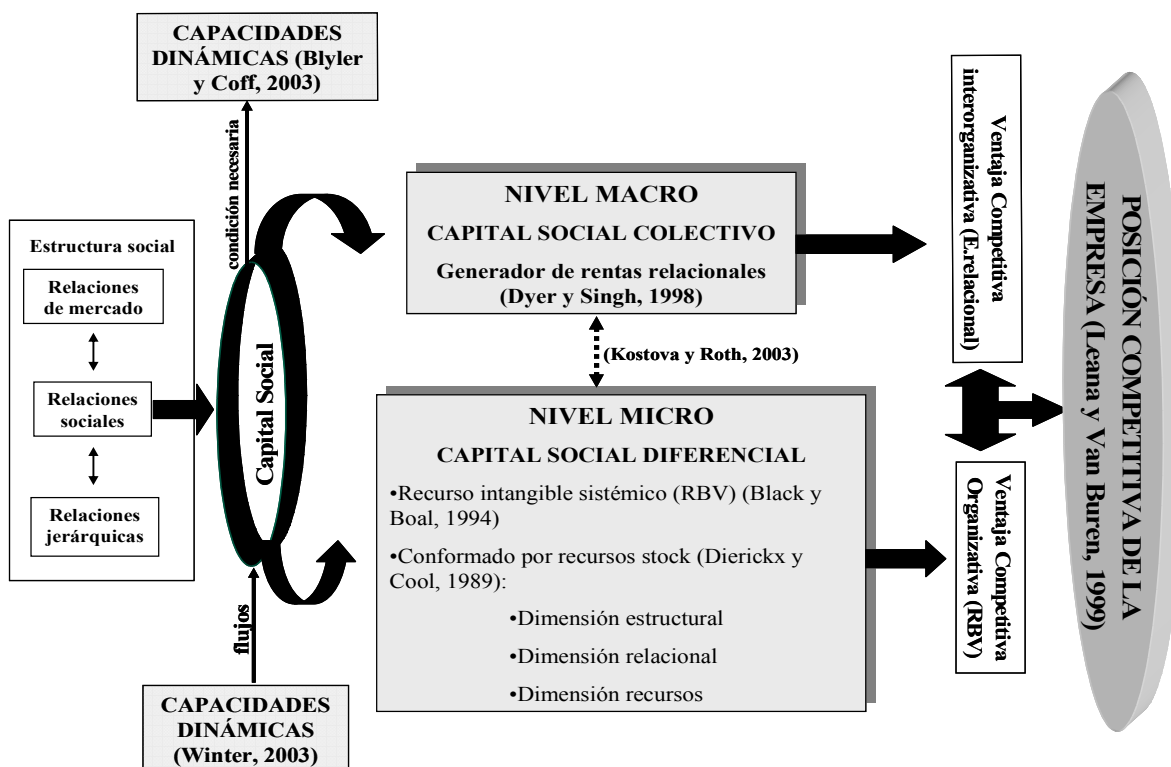 CAPACIDADES
DINÁMICAS (Blyler
y Coff, 2003)
condición necesaria
Estructura social
Relaciones
de mercado
Relaciones
sociales
Relaciones
jerárquicas
Capital Social
flujos
CAPACIDADES
DINÁMICAS
(Winter, 2003)
NIVEL MACRO
CAPITAL SOCIAL COLECTIVO
Generador de rentas relacionales
(Dyer y Singh, 1998)
(Kostova y Roth, 2003)
NIVEL MICRO
CAPITAL SOCIAL DIFERENCIAL
•Recurso intangible sistémico (RBV) (Black y
Boal, 1994)
•Conformado por recursos stock (Dierickx y
Cool, 1989):
•Dimensión estructural
•Dimensión relacional
•Dimensión recursos
Ventaja Competitiva
interorganizativa (E.relacional)
Ventaja Competitiva
Organizativa (RBV)
POSICIÓN COMPETITIVA DE LA
EMPRESA (Leana y Van Buren, 1999)